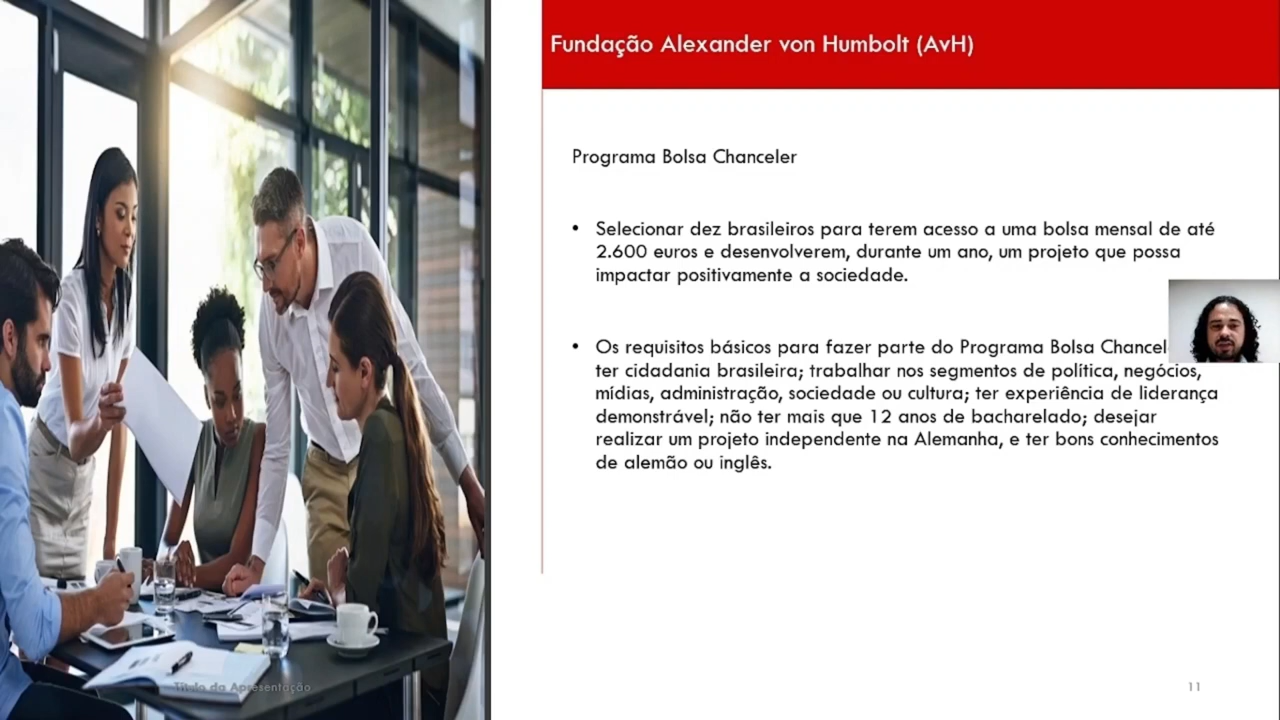 Fundação Alexander von Humbolt (AvH)
Programa Bolsa Chanceler
• Selecionar dez brasileiros para terem acesso a uma bolsa mensal de até
2.600 euros e desenvolverem, durante um ano, um projeto que possa
impactar positivamente a sociedade.
• Os requisitos básicos para fazer parte do Programa Bolsa Chancel
ter cidadania brasileira; trabalhar nos segmentos de política, negócios,
mídias, administração, sociedade ou cultura; ter experiência de liderança
demonstrável; não ter mais que 12 anos de bacharelado; desejar
realizar um projeto independente na Alemanha, e ter bons conhecimentos
de alemão ou inglês.
Título da Apresentação
11